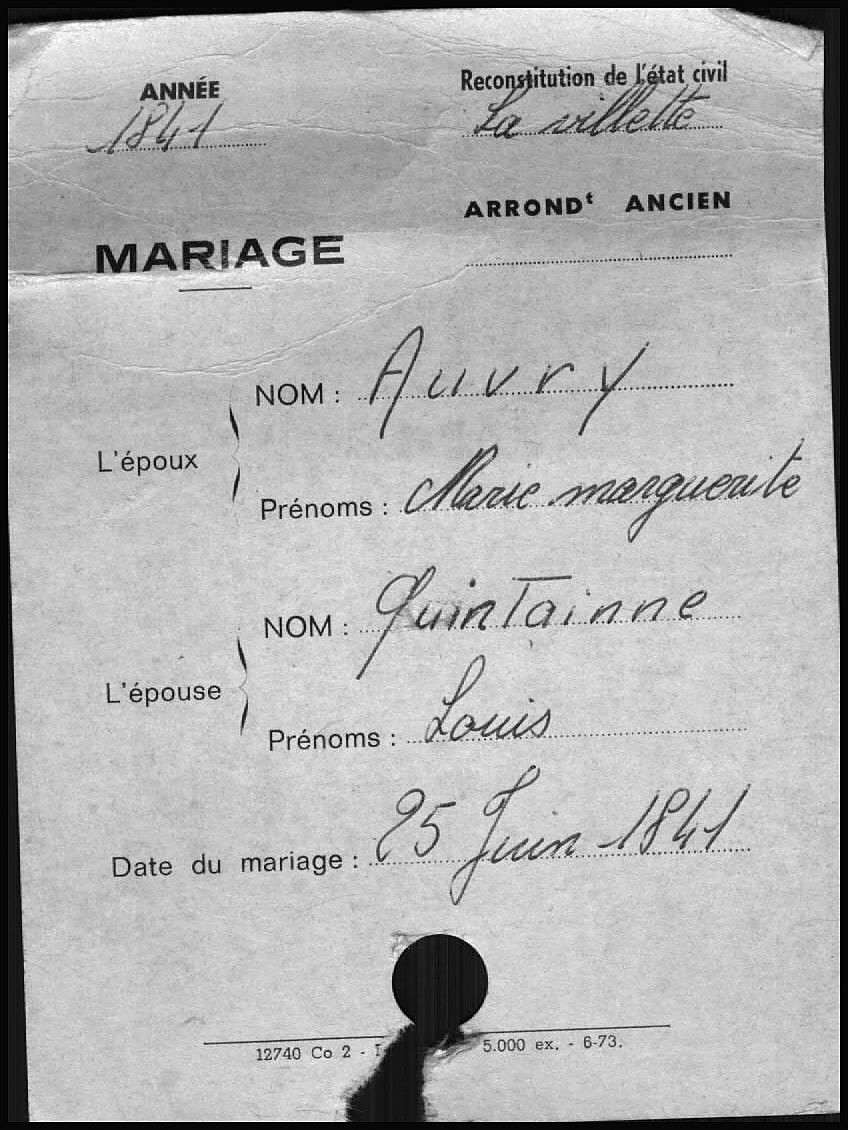 ANNÉE
1841
Reconstitution de l'état civil
La villette
ARROND^t ANCIEN
MARIAGE
L'époux
NOM : Auvry
Prénoms : Marie marguerite
L'épouse
NOM : Quintainne
Prénoms : Louis
Date du mariage : 25 Juin 1841
12740 Co 2 - 5.000 ex. - 6-73.